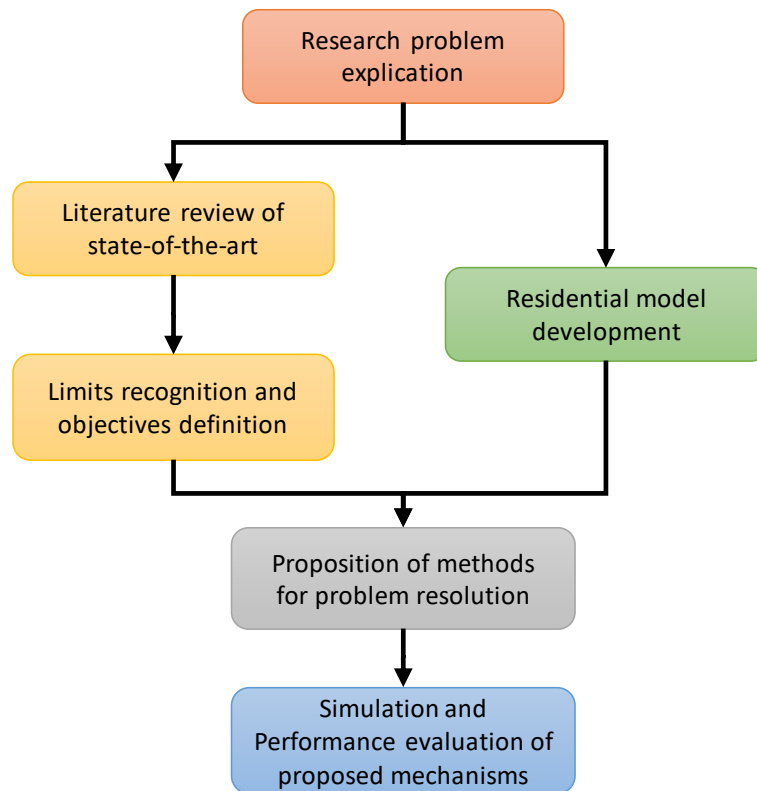 Research problem
explication
Literature review of
state-of-the-art
Residential model
development
Limits recognition and
objectives definition
Proposition of methods
for problem resolution
Simulation and
Performance evaluation of
proposed mechanisms